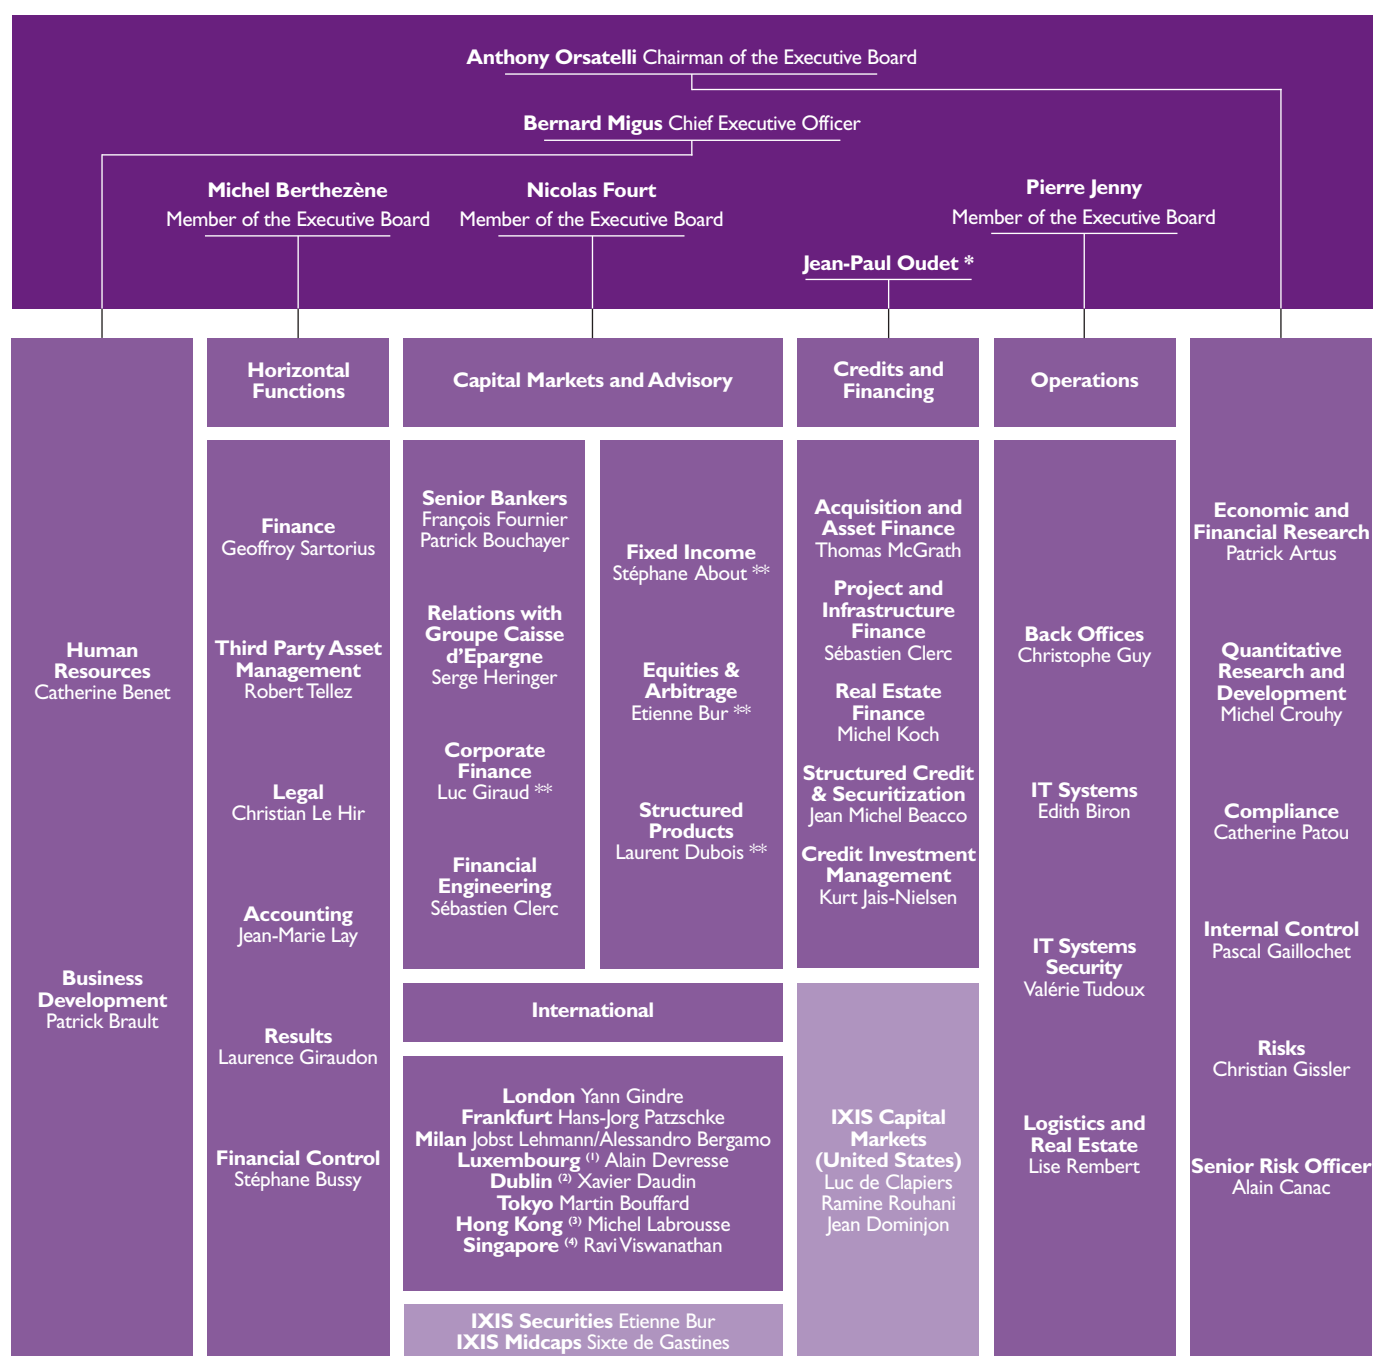 Anthony Orsatelli Chairman of the Executive Board
Bernard Migus Chief Executive Officer
Michel Berthezène
Member of the Executive Board
Nicolas Fourt
Member of the Executive Board
Pierre Jenny
Member of the Executive Board
Jean-Paul Oudet *
Human
Resources
Catherine Benet
Business
Development
Patrick Brault
Horizontal
Functions
Finance
Geoffroy Sartorius
Third Party Asset
Management
Robert Tellez
Legal
Christian Le Hir
Accounting
Jean-Marie Lay
Results
Laurence Giraudon
Financial Control
Stéphane Bussy
Capital Markets and Advisory
Senior Bankers
François Fournier
Patrick Bouchayer
Relations with
Groupe Caisse
d'Epargne
Serge Heringer
Corporate
Finance
Luc Giraud **
Financial
Engineering
Sébastien Clerc
Fixed Income
Stéphane About **
Equities &
Arbitrage
Etienne Bur **
Structured
Products
Laurent Dubois **
International
London Yann Gindre
Frankfurt Hans-Jorg Patzschke
Milan Jobst Lehmann/Alessandro Bergamo
Luxembourg (1) Alain Devresse
Dublin (2) Xavier Daudin
Tokyo Martin Bouffard
Hong Kong (3) Michel Labrousse
Singapore (4) Ravi Viswanathan
IXIS Securities Etienne Bur
IXIS Midcaps Sixte de Gastines
Credits and
Financing
Acquisition and
Asset Finance
Thomas McGrath
Project and
Infrastructure
Finance
Sébastien Clerc
Real Estate
Finance
Michel Koch
Structured Credit
& Securitization
Jean Michel Beacco
Credit Investment
Management
Kurt Jais-Nielsen
IXIS Capital
Markets
(United States)
Luc de Clapiers
Ramine Rouhani
Jean Dominjon
Operations
Back Offices
Christophe Guy
IT Systems
Edith Biron
IT Systems
Security
Valérie Tudoux
Logistics and
Real Estate
Lise Rembert
Economic and
Financial Research
Patrick Artus
Quantitative
Research and
Development
Michel Crouhy
Compliance
Catherine Patou
Internal Control
Pascal Gaillochet
Risks
Christian Gissler
Senior Risk Officer
Alain Canac